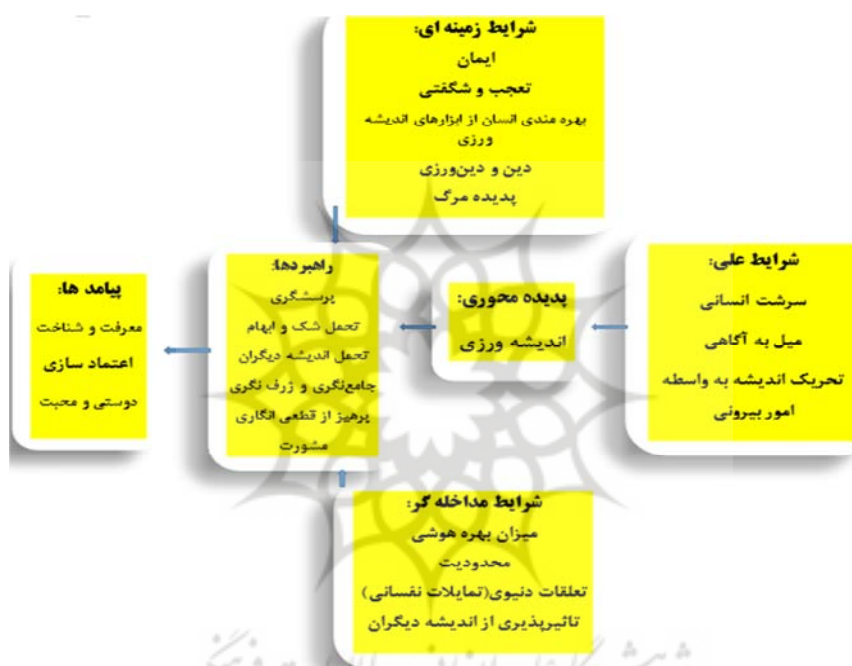 شرایط زمینه ای:
ایمان
تعجب و شگفتی
بهره مندی انسان از ابزارهای اندیشه
ورزی
دین و دین‌ورزی
پدیده مرگ
شرایط علی:
سرشت انسانی
میل به آگاهی
تحریک اندیشه به واسطه
امور بیرونی
پدیده محوری:
اندیشه ورزی
راهبردها:
پرسشگری
تحمل شک و ابهام
تحمل اندیشه دیگران
جامع‌نگری و ژرف نگری
پرهیز از قطعی انگاری
مشورت
پیامد ها:
معرفت و شناخت
اعتماد سازی
دوستی و محبت
شرایط مداخله گر:
میزان بهره هوشی
محدودیت
تعلقات دنیوی(تمایلات نفسانی)
تاثیرپذیری از اندیشه دیگران